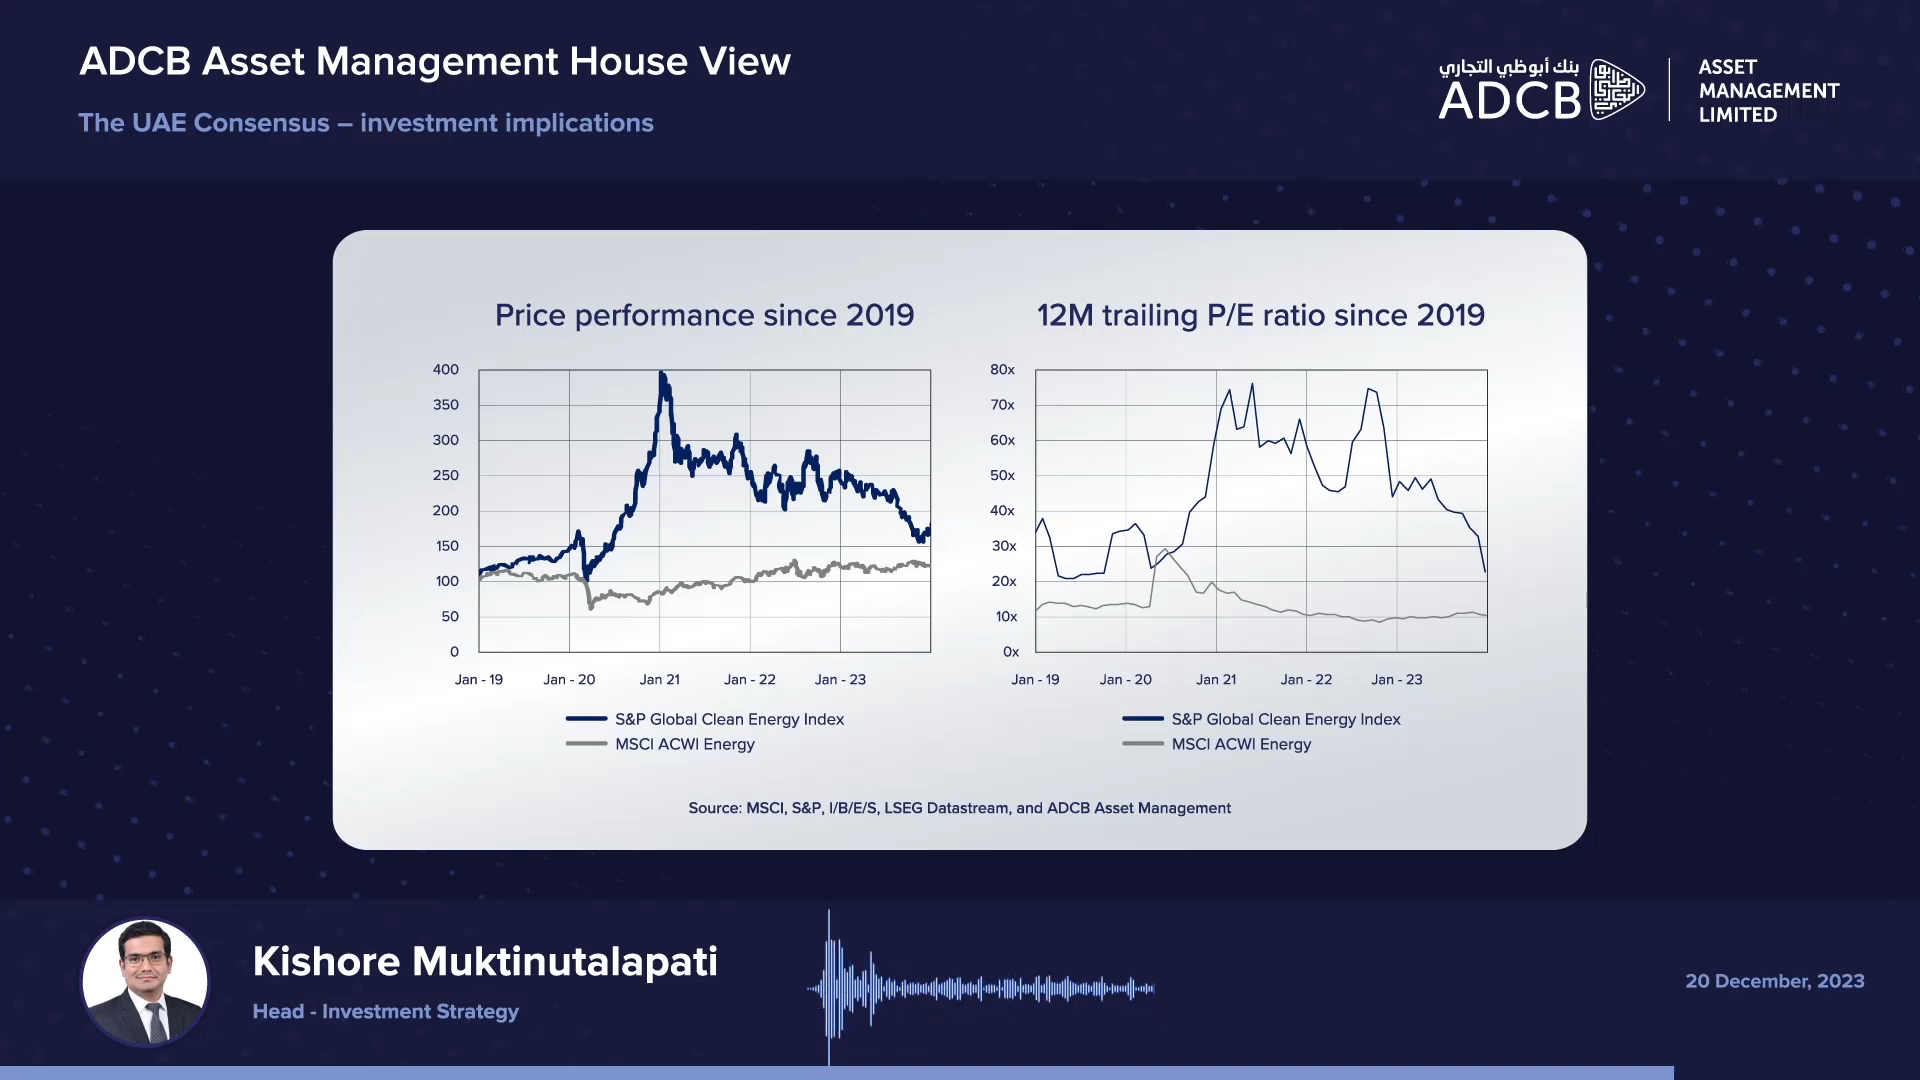 ADCB Asset Management House View
The UAE Consensus – investment implications
بنك أبوظبي التجاري
ADCB
ASSET
MANAGEMENT
LIMITED
Price performance since 2019
400
350
300
250
200
150
100
50
0
Jan - 19
Jan - 20
Jan 21
Jan - 22
Jan - 23
S&P Global Clean Energy Index
MSCI ACWI Energy
12M trailing P/E ratio since 2019
80x
70x
60x
50x
40x
30x
20x
10x
0x
Jan - 19
Jan - 20
Jan 21
Jan - 22
Jan - 23
S&P Global Clean Energy Index
MSCI ACWI Energy
Source: MSCI, S&P, I/B/E/S, LSEG Datastream, and ADCB Asset Management
Kishore Muktinutalapati
Head - Investment Strategy
20 December, 2023